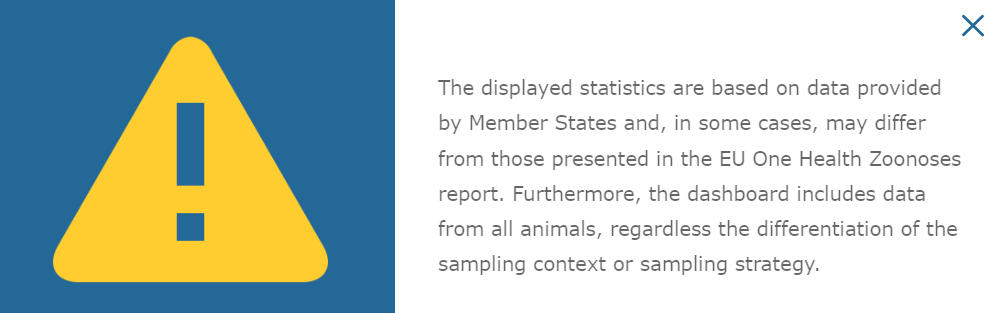 The displayed statistics are based on data provided
by Member States and, in some cases, may differ
from those presented in the EU One Health Zoonoses
report. Furthermore, the dashboard includes data
from all animals, regardless the differentiation of the
sampling context or sampling strategy.